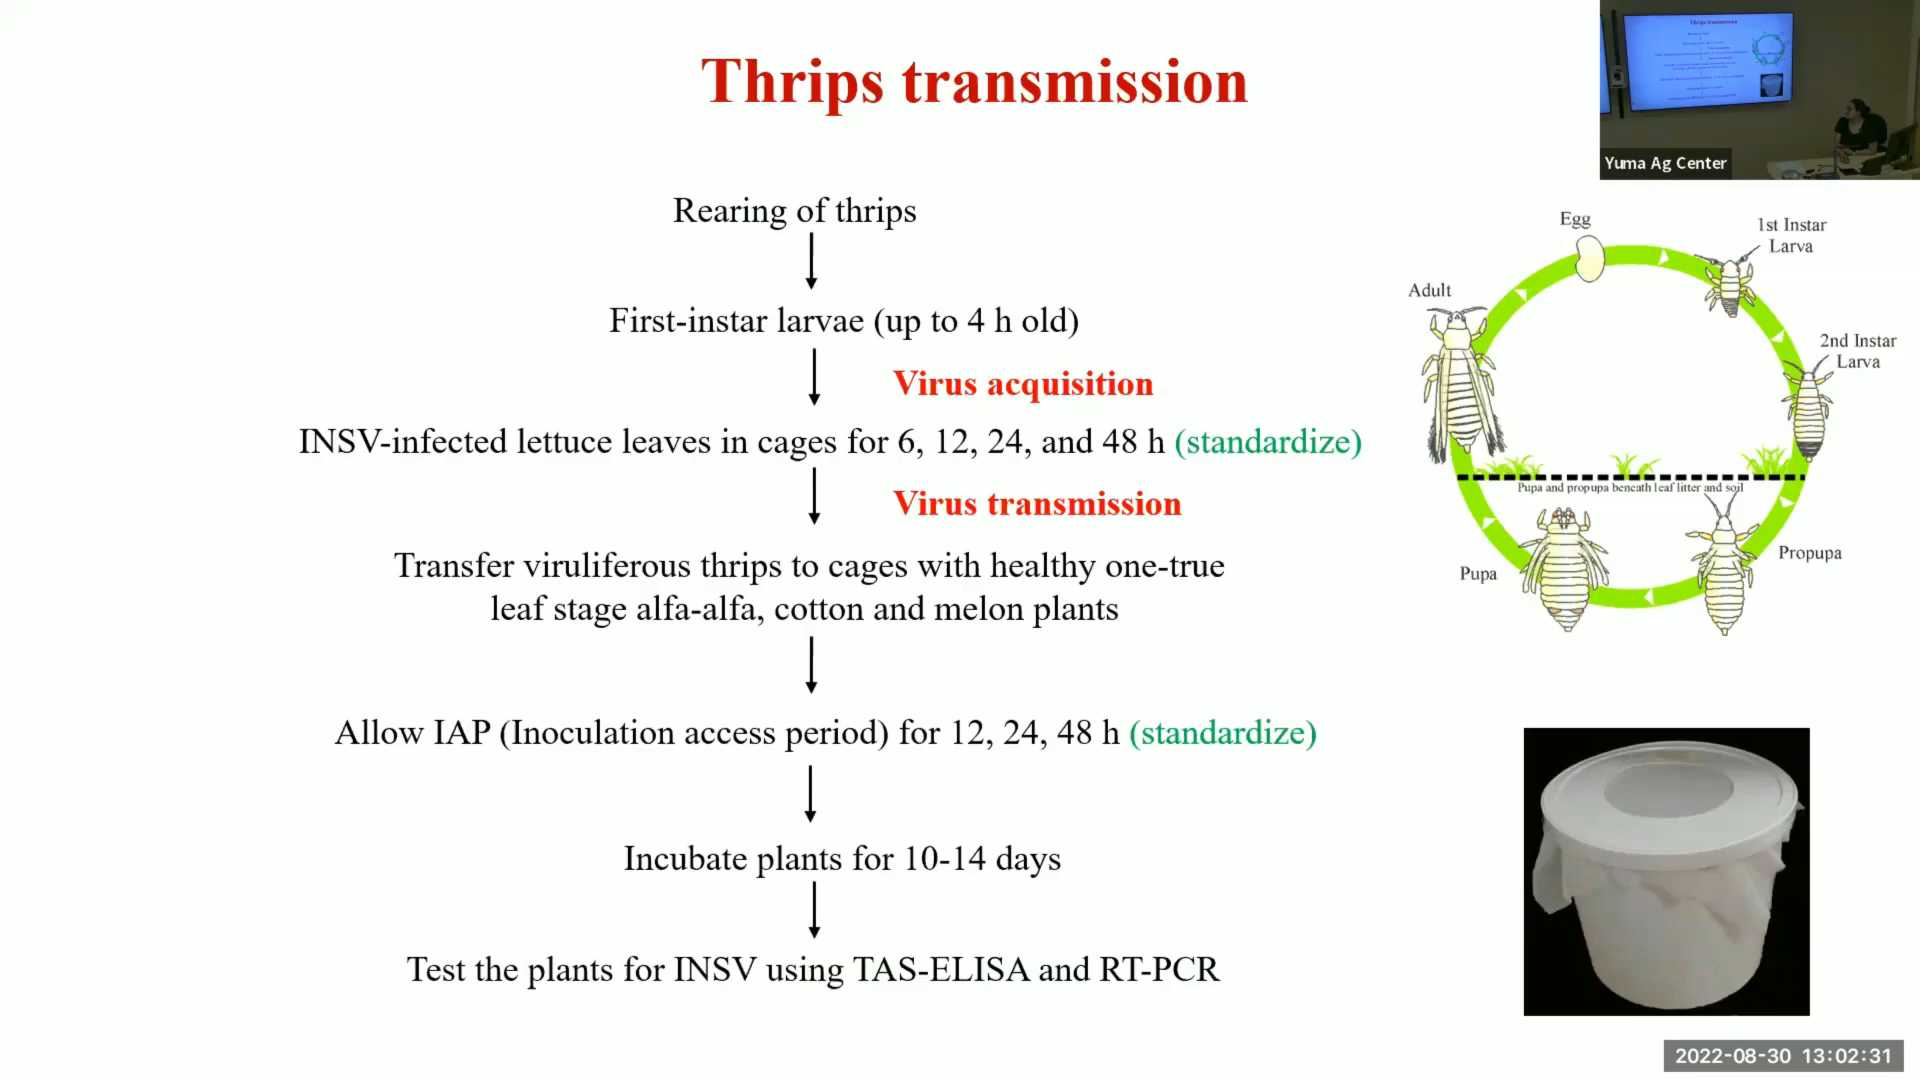 Thrips transmission
Yuma Ag Center
Rearing of thrips
First-instar larvae (up to 4 h old)
Virus acquisition
INSV-infected lettuce leaves in cages for 6, 12, 24, and 48 h (standardize)
Virus transmission
Transfer viruliferous thrips to cages with healthy one-true
leaf stage alfa-alfa, cotton and melon plants
Allow IAP (Inoculation access period) for 12, 24, 48 h (standardize)
Incubate plants for 10-14 days
Test the plants for INSV using TAS-ELISA and RT-PCR
Egg
1st Instar
Larva
Adult
2nd Instar
Larva
Pupa and propupa beneath leaf litter and soil
Propupa
Pupa
2022-08-30 13:02:31